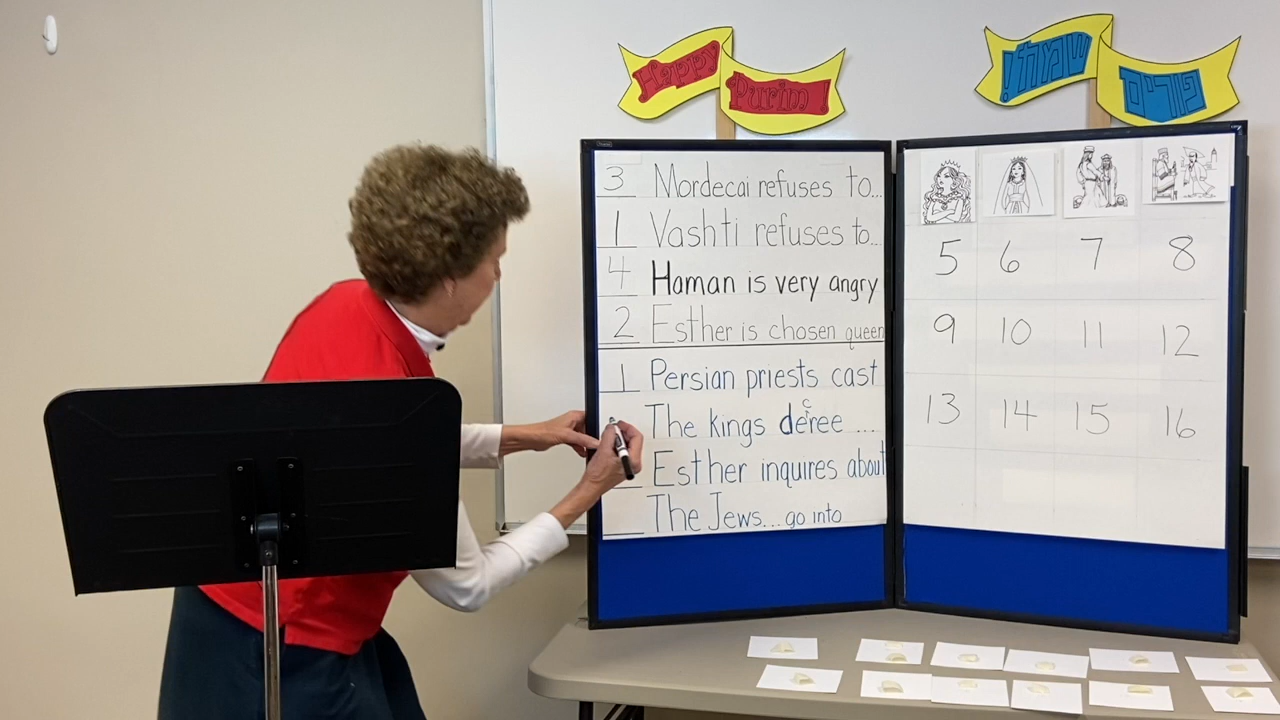 Happy
Purim!
!שמחת
פורים
3 Mordecai refuses to...
1 Vashti refuses to...
4 Haman is very angry
2 Esther is chosen queen
1 Persian priests cast
The kings decree ...
Esther inquires about
The Jews... go into
5 6 7 8
9 10 11 12
13 14 15 16